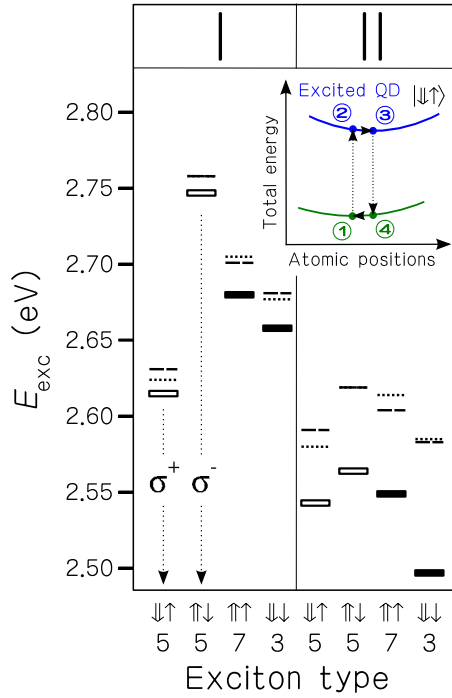 I II
2.80
2.75
2.70
2.65
2.60
2.55
2.50
E_exc (eV)
Excited QD |⇓↑⟩
② ③
① ④
Total energy
Atomic positions
σ⁺ σ⁻
⇓↑ ⇑↓ ⇑↑ ⇓↓ ⇓↑ ⇑↓ ⇑↑ ⇓↓
5 5 7 3 5 5 7 3
Exciton type